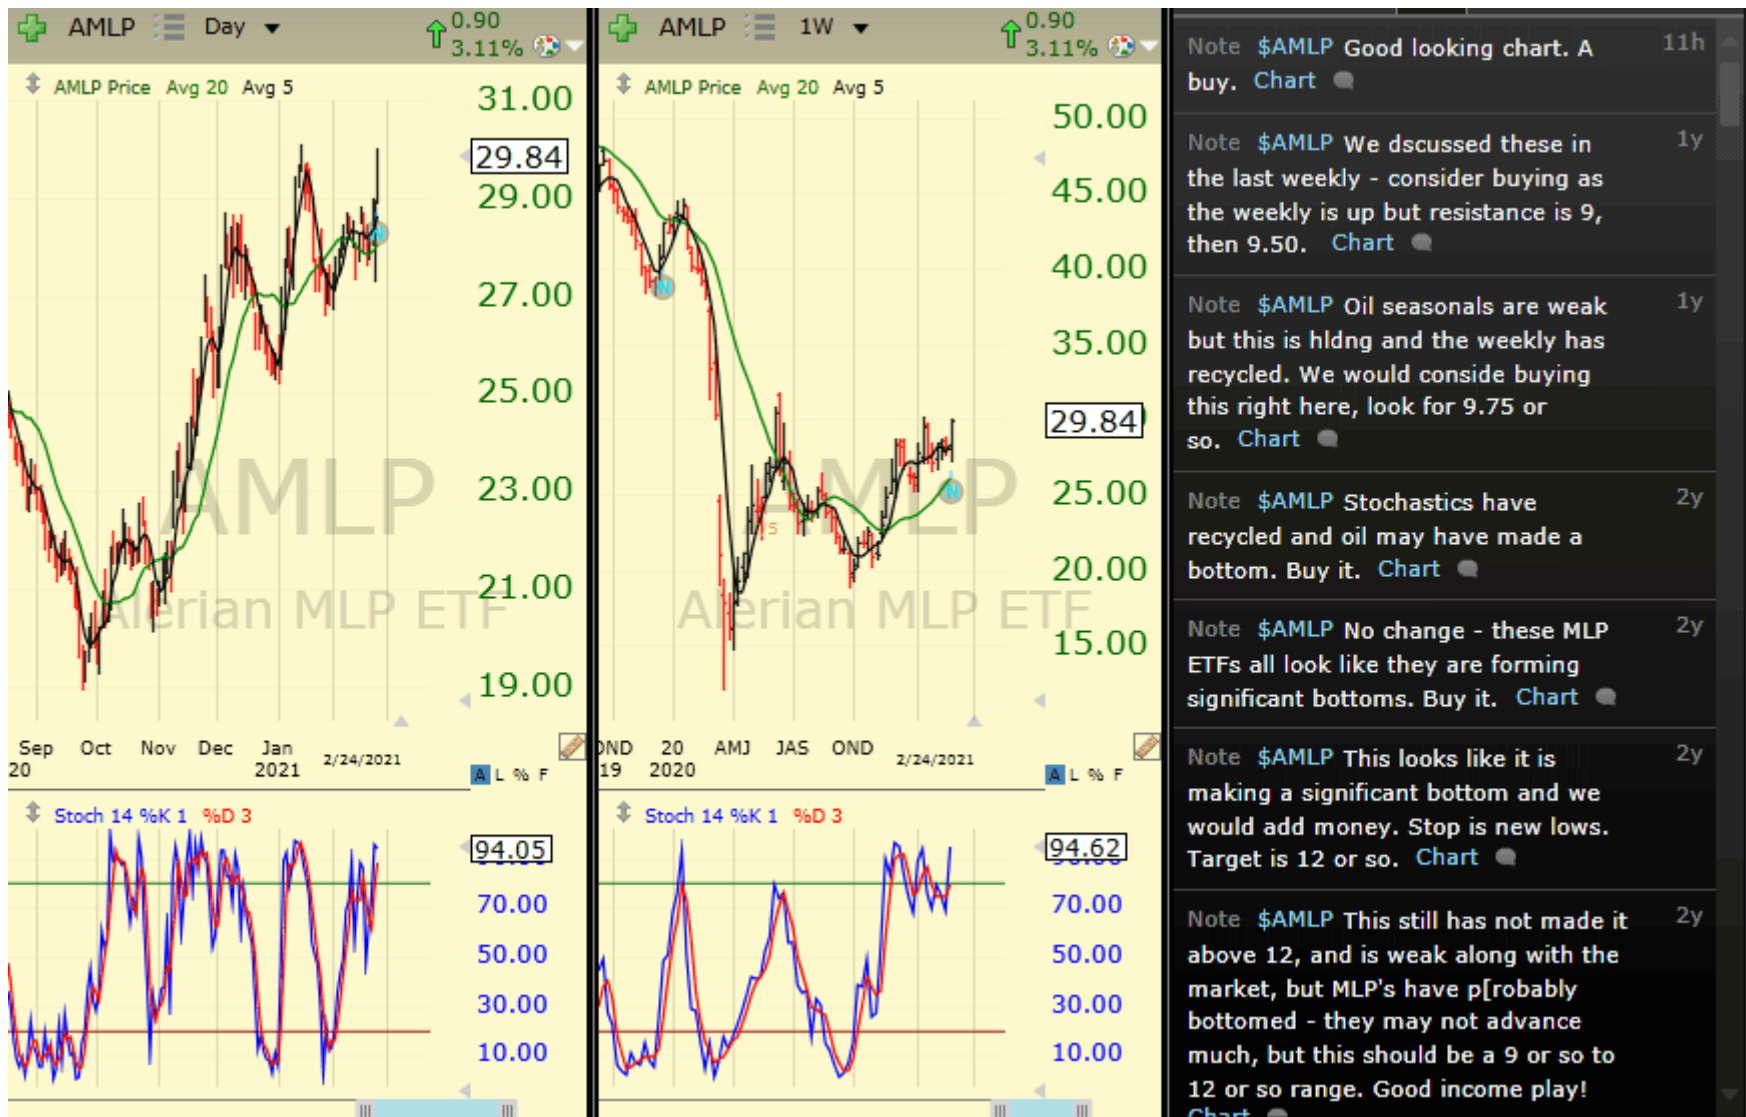 AMLP Day 0.90
3.11%
AMLP Price Avg 20 Avg 5
31.00
29.84
29.00
27.00
25.00
23.00
21.00
19.00
AMLP
Alerian MLP ETF
Sep Oct Nov Dec Jan
20 2021 2/24/2021
A L % F
Stoch 14 %K 1 %D 3
94.05
70.00
50.00
30.00
10.00
AMLP 1W 0.90
3.11%
AMLP Price Avg 20 Avg 5
50.00
45.00
40.00
35.00
29.84
25.00
20.00
15.00
N
AMLP
Alerian MLP ETF
OND 20 AMJ JAS OND
19 2020 2/24/2021
A L % F
Stoch 14 %K 1 %D 3
94.62
70.00
50.00
30.00
10.00
Note $AMLP Good looking chart. A 11h
buy. Chart
Note $AMLP We dscussed these in 1y
the last weekly - consider buying as
the weekly is up but resistance is 9,
then 9.50. Chart
Note $AMLP Oil seasonals are weak 1y
but this is hldng and the weekly has
recycled. We would conside buying
this right here, look for 9.75 or
so. Chart
Note $AMLP Stochastics have 2y
recycled and oil may have made a
bottom. Buy it. Chart
Note $AMLP No change - these MLP 2y
ETFs all look like they are forming
significant bottoms. Buy it. Chart
Note $AMLP This looks like it is 2y
making a significant bottom and we
would add money. Stop is new lows.
Target is 12 or so. Chart
Note $AMLP This still has not made it 2y
above 12, and is weak along with the
market, but MLP's have p[robably
bottomed - they may not advance
much, but this should be a 9 or so to
12 or so range. Good income play!
Chart